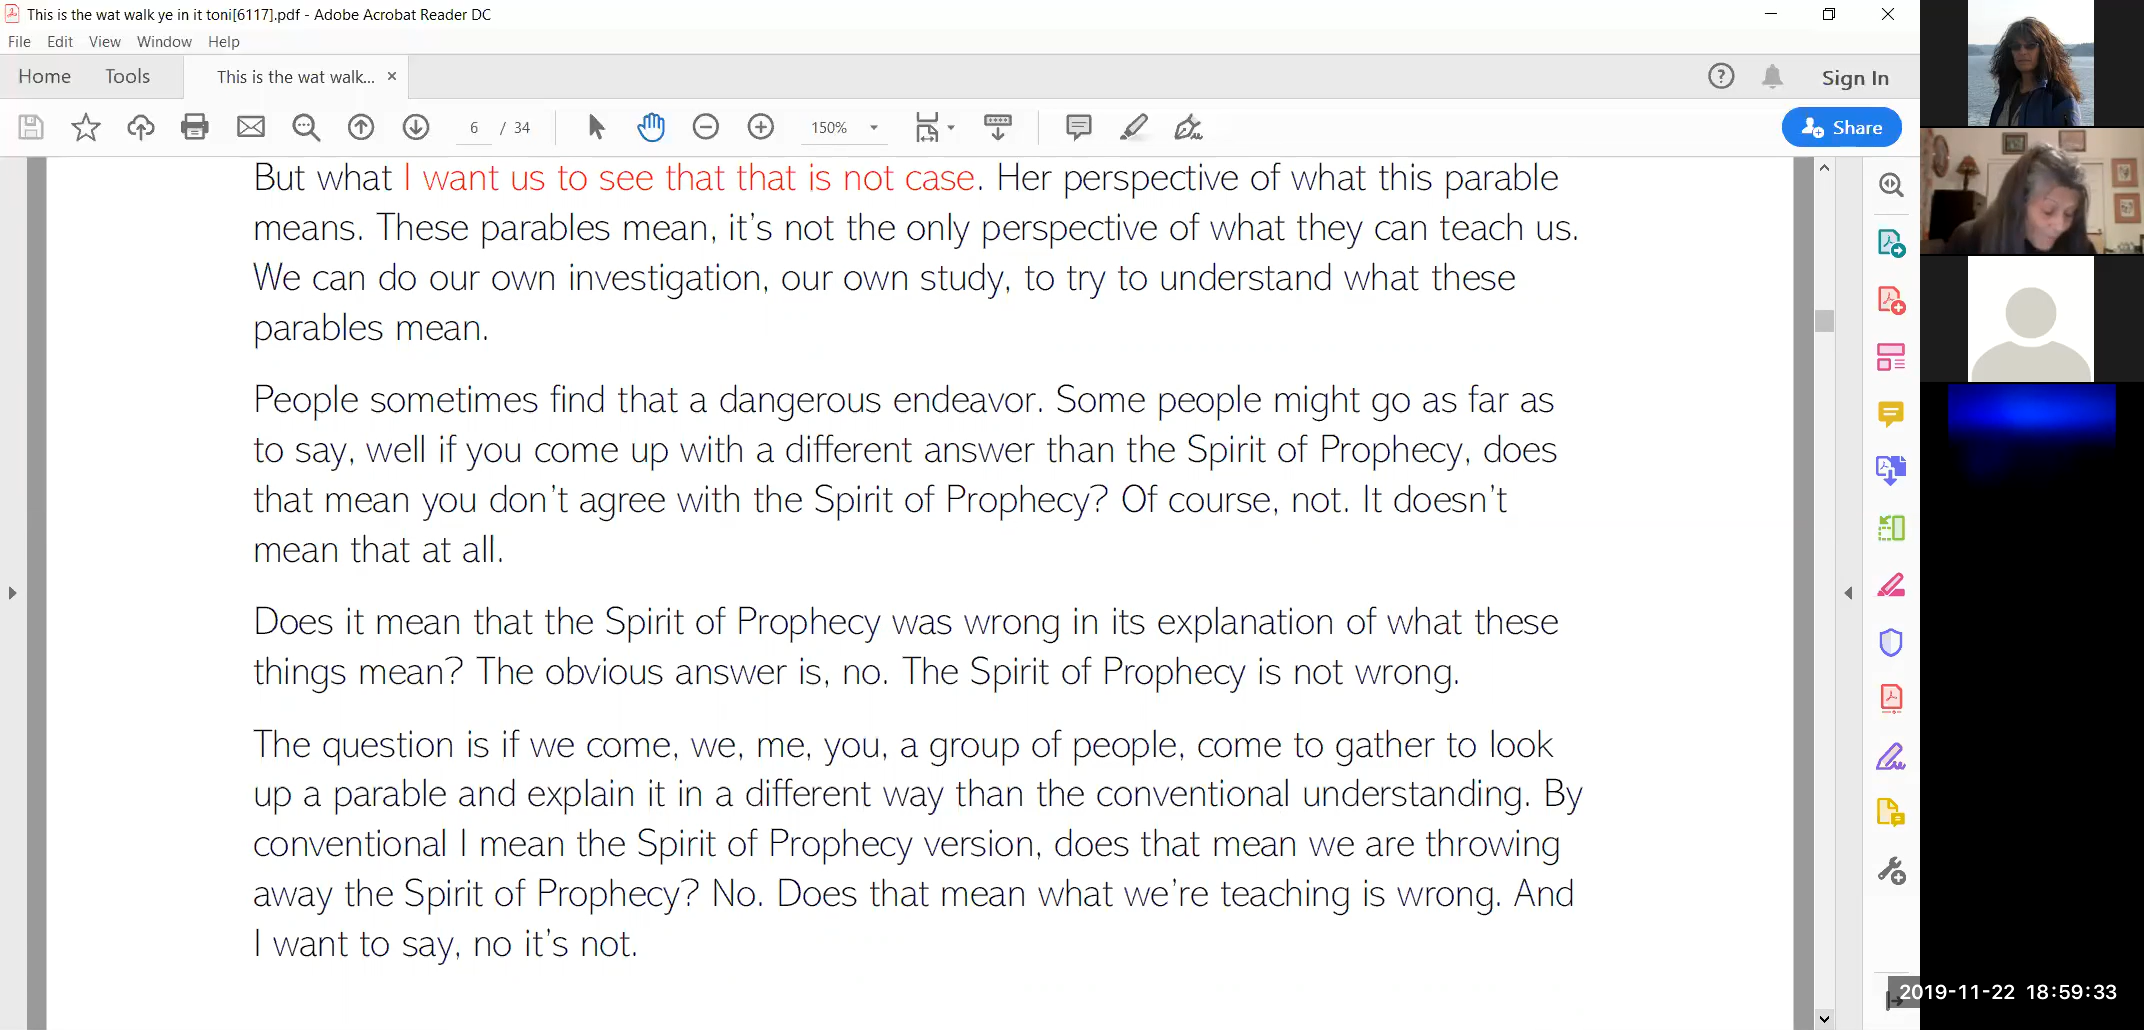 This is the wat walk ye in it toni[6117].pdf - Adobe Acrobat Reader DC
File Edit View Window Help
Home Tools This is the wat walk... × Sign In
6 / 34 150% Share
But what I want us to see that that is not case. Her perspective of what this parable
means. These parables mean, it's not the only perspective of what they can teach us.
We can do our own investigation, our own study, to try to understand what these
parables mean.
People sometimes find that a dangerous endeavor. Some people might go as far as
to say, well if you come up with a different answer than the Spirit of Prophecy, does
that mean you don't agree with the Spirit of Prophecy? Of course, not. It doesn't
mean that at all.
Does it mean that the Spirit of Prophecy was wrong in its explanation of what these
things mean? The obvious answer is, no. The Spirit of Prophecy is not wrong.
The question is if we come, we, me, you, a group of people, come to gather to look
up a parable and explain it in a different way than the conventional understanding. By
conventional I mean the Spirit of Prophecy version, does that mean we are throwing
away the Spirit of Prophecy? No. Does that mean what we're teaching is wrong. And
I want to say, no it's not.
2019-11-22 18:59:33